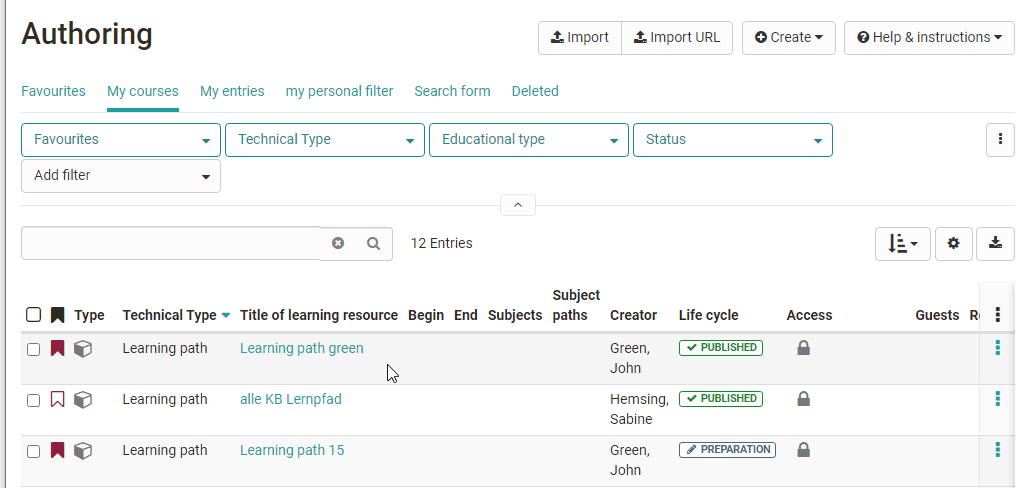 Authoring
Import Import URL Create Help & instructions
Favourites My courses My entries my personal filter Search form Deleted
Favourites Technical Type Educational type Status
Add filter
12 Entries
Type Technical Type Title of learning resource Begin End Subjects Subject paths Creator Life cycle Access Guests
Learning path Learning path green Green, John PUBLISHED
Learning path alle KB Lernpfad Hemsing, Sabine PUBLISHED
Learning path Learning path 15 Green, John PREPARATION